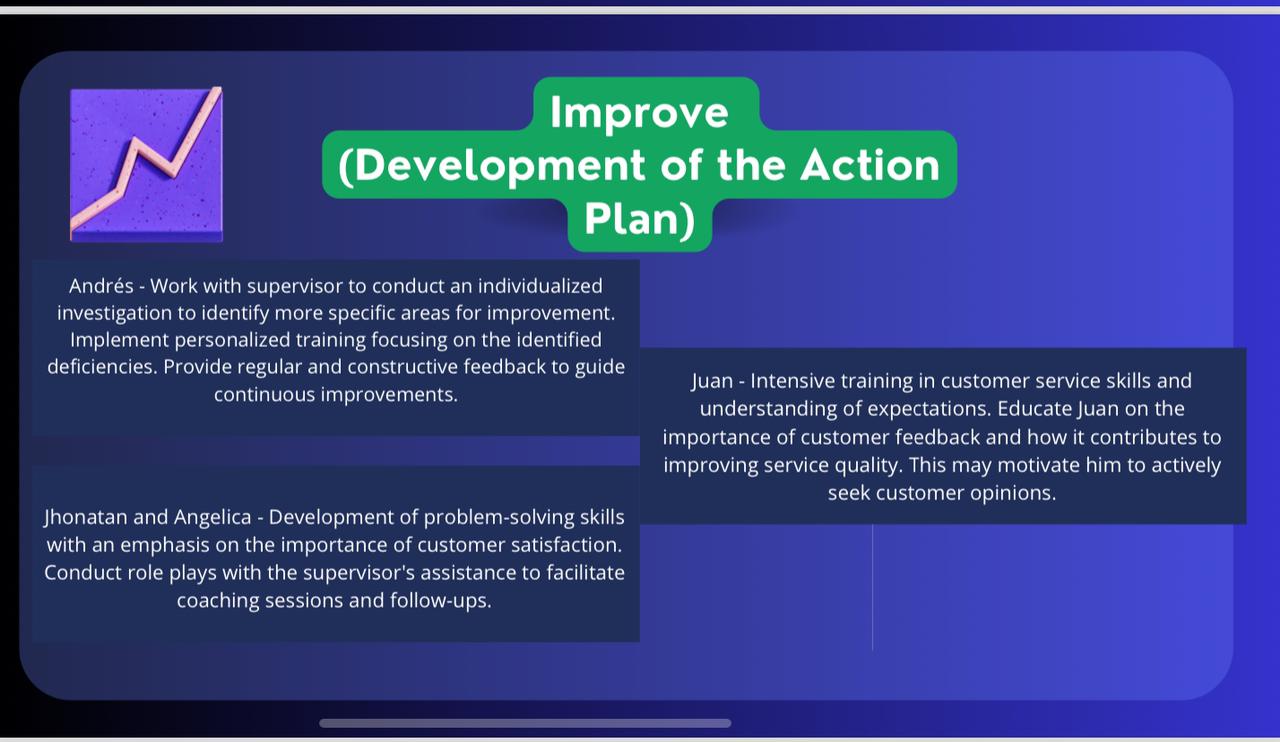 Improve
(Development of the Action
Plan)
Andrés - Work with supervisor to conduct an individualized
investigation to identify more specific areas for improvement.
Implement personalized training focusing on the identified
deficiencies. Provide regular and constructive feedback to guide
continuous improvements.
Juan - Intensive training in customer service skills and
understanding of expectations. Educate Juan on the
importance of customer feedback and how it contributes to
improving service quality. This may motivate him to actively
seek customer opinions.
Jhonatan and Angelica - Development of problem-solving skills
with an emphasis on the importance of customer satisfaction.
Conduct role plays with the supervisor's assistance to facilitate
coaching sessions and follow-ups.